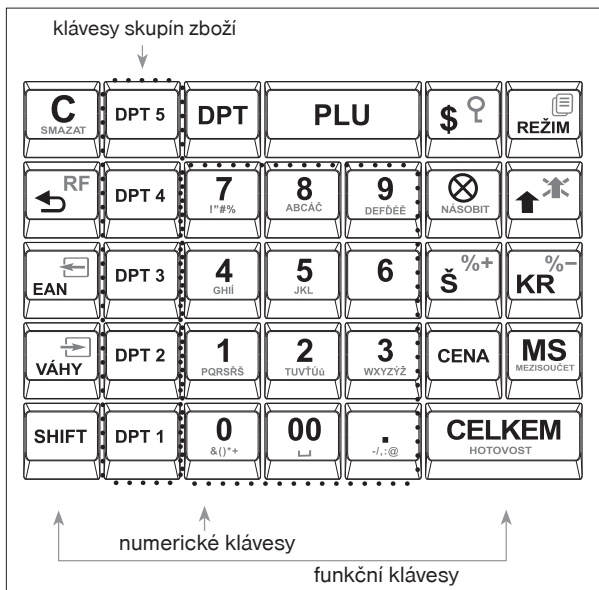 klávesy skupín zboží
C DPT 5 DPT PLU $ REŽIM
SMAZAT
RF DPT 4 7 8 9 NÁSOBIT
!"#% ABCÁČ DEFĎÉĚ
EAN DPT 3 4 5 6 Š %+ KR %-
GHIÍ JKL
VÁHY DPT 2 1 2 3 CENA MS
PQRSŘŠ TUVŤÚů WXYZÝŽ MEZISOUČET
SHIFT DPT 1 0 00 . CELKEM
&()*+ -/,:@ HOTOVOST
numerické klávesy
funkční klávesy